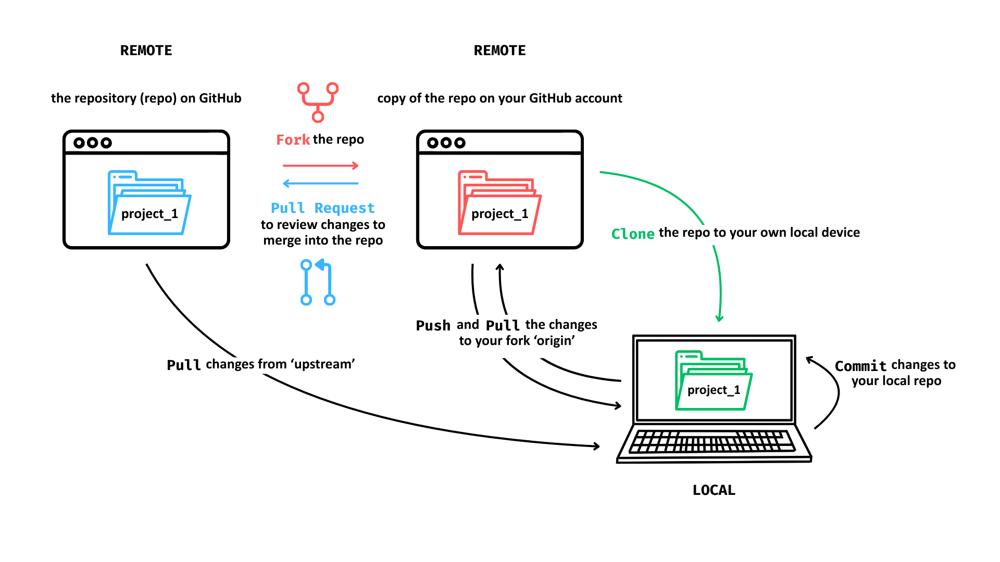 REMOTE
REMOTE
the repository (repo) on GitHub
copy of the repo on your GitHub account
Fork the repo
project_1
Pull Request
to review changes to
merge into the repo
project_1
Clone the repo to your own local device
Push and Pull the changes
to your fork ‘origin’
Pull changes from ‘upstream’
project_1
Commit changes to
your local repo
LOCAL